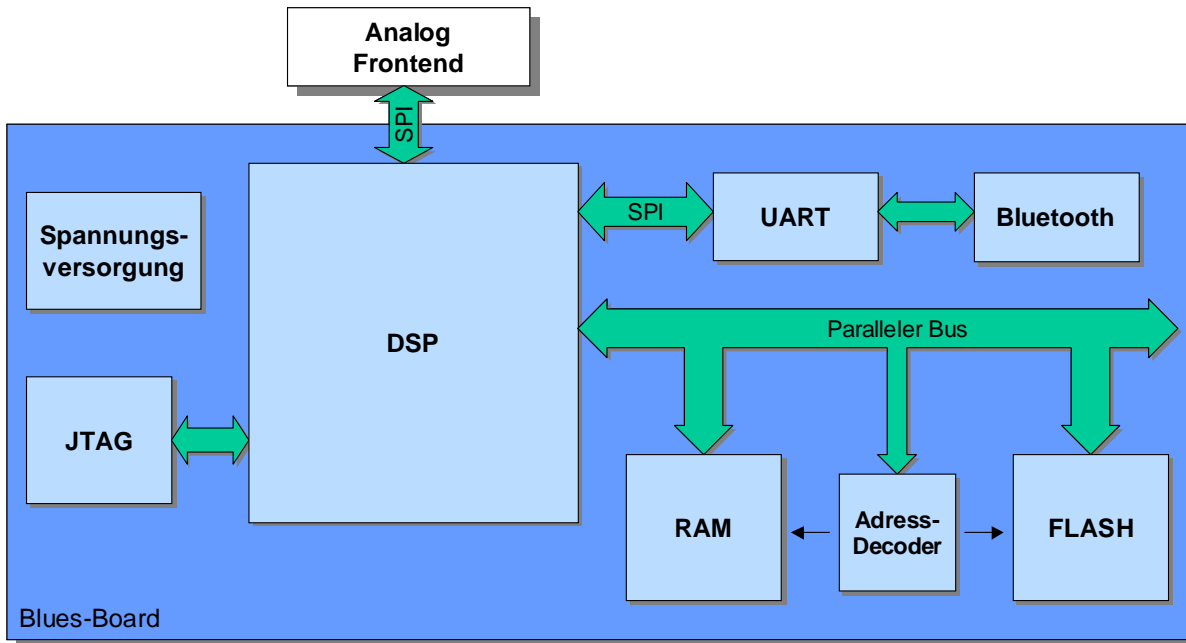 Analog
Frontend
SPI
Spannungs-
versorgung
DSP
SPI
UART
Bluetooth
Paralleler Bus
JTAG
RAM
Adress-
Decoder
FLASH
Blues-Board